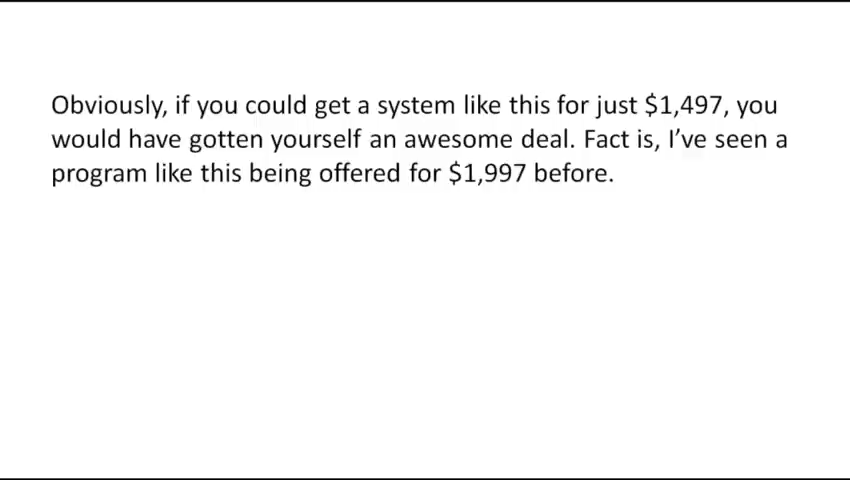 Obviously, if you could get a system like this for just $1,497, you
would have gotten yourself an awesome deal. Fact is, I’ve seen a
program like this being offered for $1,997 before.